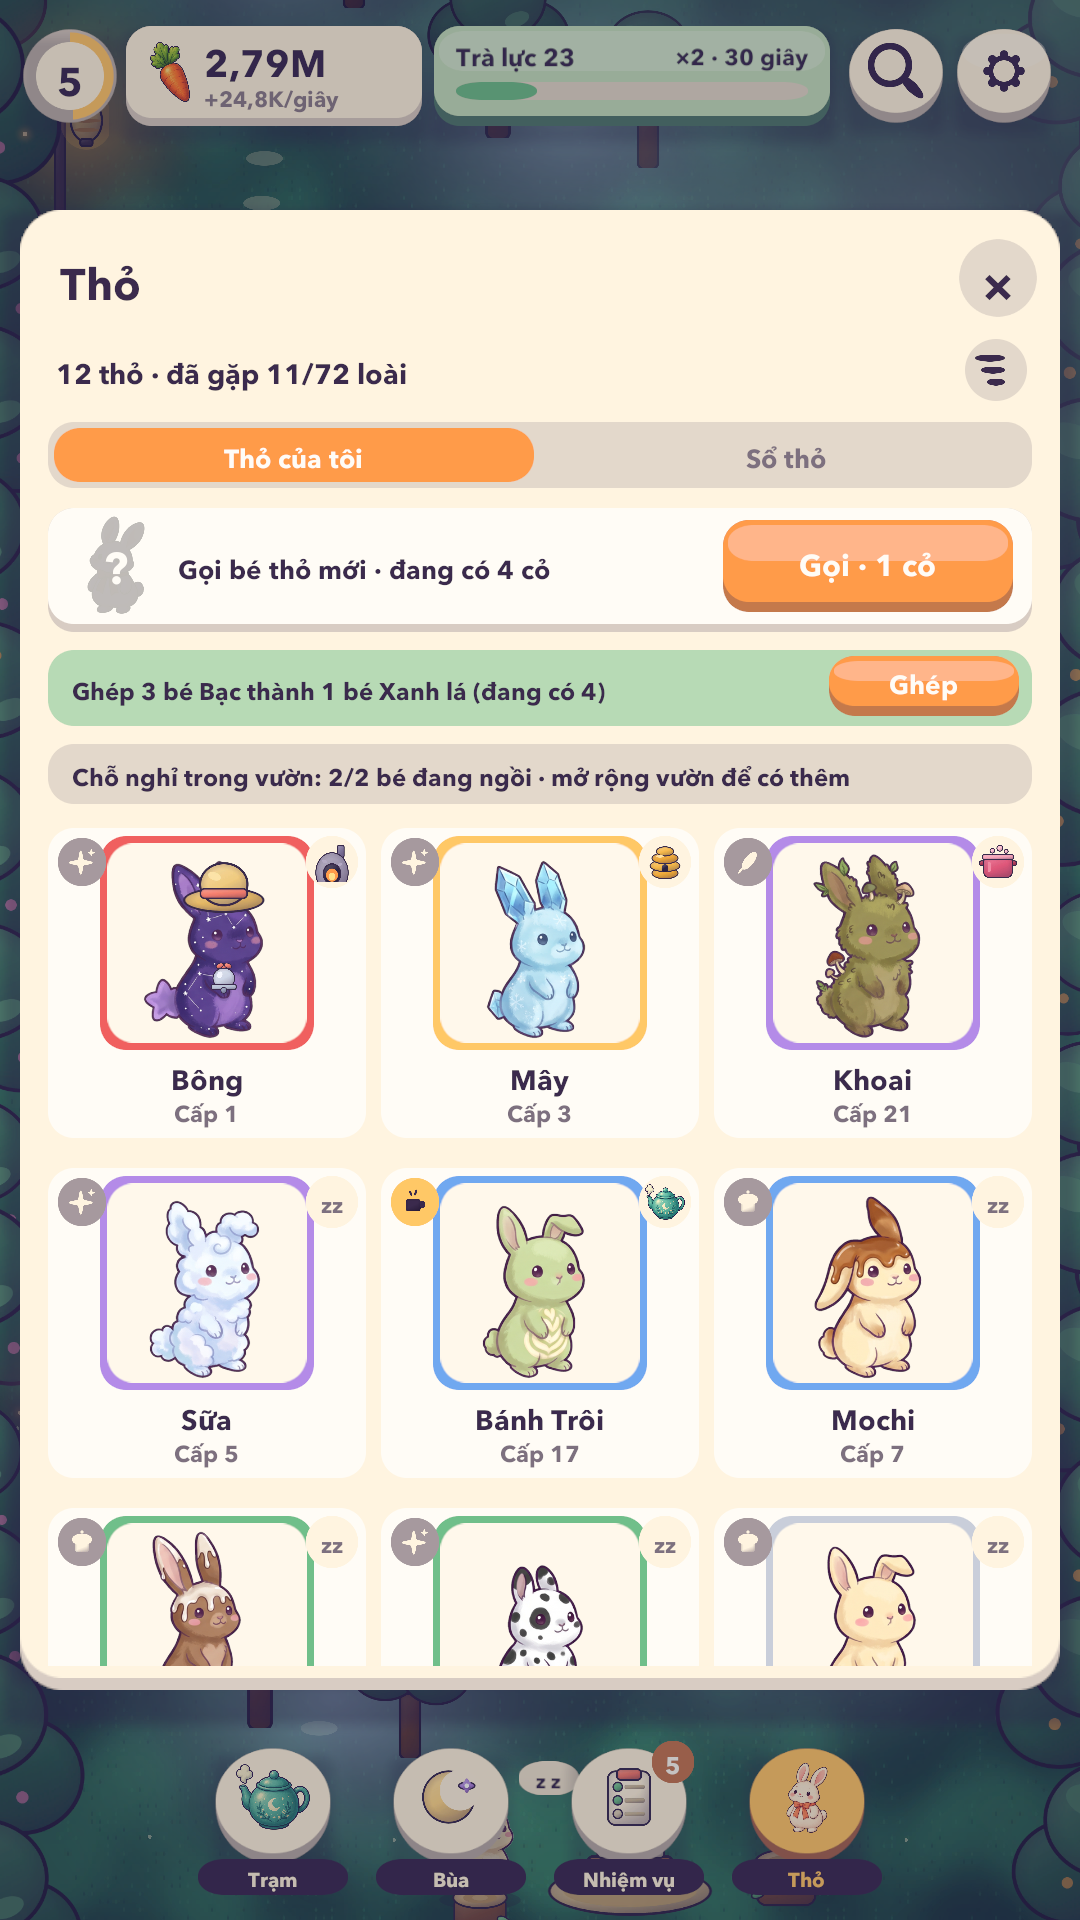 5
2,79M
+24,8K/giây
Trà lực 23
×2 · 30 giây
Thỏ
12 thỏ · đã gặp 11/72 loài
Thỏ của tôi
Sổ thỏ
?
Gọi bé thỏ mới · đang có 4 cỏ
Gọi · 1 cỏ
Ghép 3 bé Bạc thành 1 bé Xanh lá (đang có 4)
Ghép
Chỗ nghỉ trong vườn: 2/2 bé đang ngồi · mở rộng vườn để có thêm
Bông
Cấp 1
Mây
Cấp 3
Khoai
Cấp 21
zz
Sữa
Cấp 5
Bánh Trôi
Cấp 17
zz
Mochi
Cấp 7
zz
zz
zz
z z
5
Trạm
Bùa
Nhiệm vụ
Thỏ